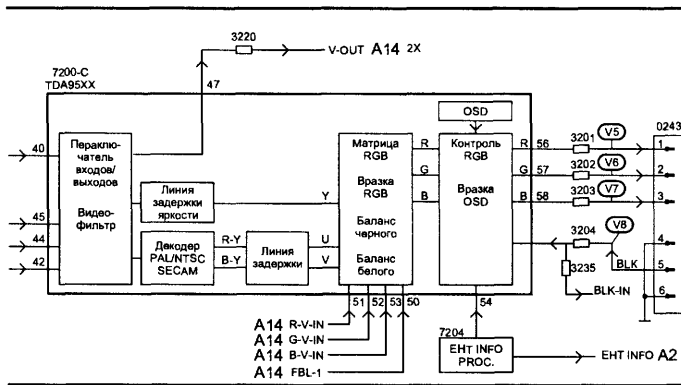 3220
V-OUT A14 2X
7200-C
TDA95XX
47
40
45
44
42
Пераклю-
чатель
входов/
выходов
Видео-
фильтр
Линия
задержки
яркости
Декодер
PAL/NTSC
SECAM
R-Y
B-Y
Линия
задержки
Y
U
V
Матрица
RGB
Вразка
RGB
Баланс
черного
Баланс
белого
R
G
B
OSD
Контроль
RGB
Вразка
OSD
R 56
G 57
B 58
3201
V5
3202
V6
3203
V7
3204
V8
3235
BLK
BLK-IN
0243
1
2
3
4
5
6
51
52
53
50
54
A14 R-V-IN
A14 G-V-IN
A14 B-V-IN
A14 FBL-1
7204
EHT INFO
PROC.
EHT INFO A2